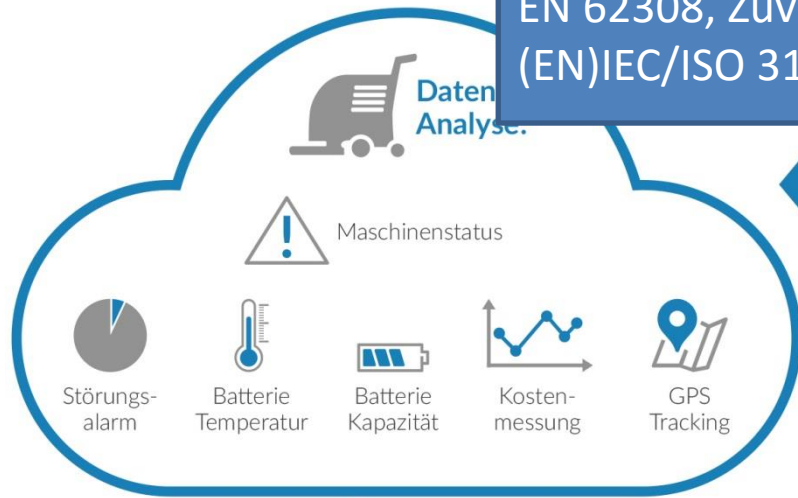 EN 62308, Zuv
(EN)IEC/ISO 31
Daten
Analyse:
Maschinenstatus
Störungs-
alarm
Batterie
Temperatur
Batterie
Kapazität
Kosten-
messung
GPS
Tracking